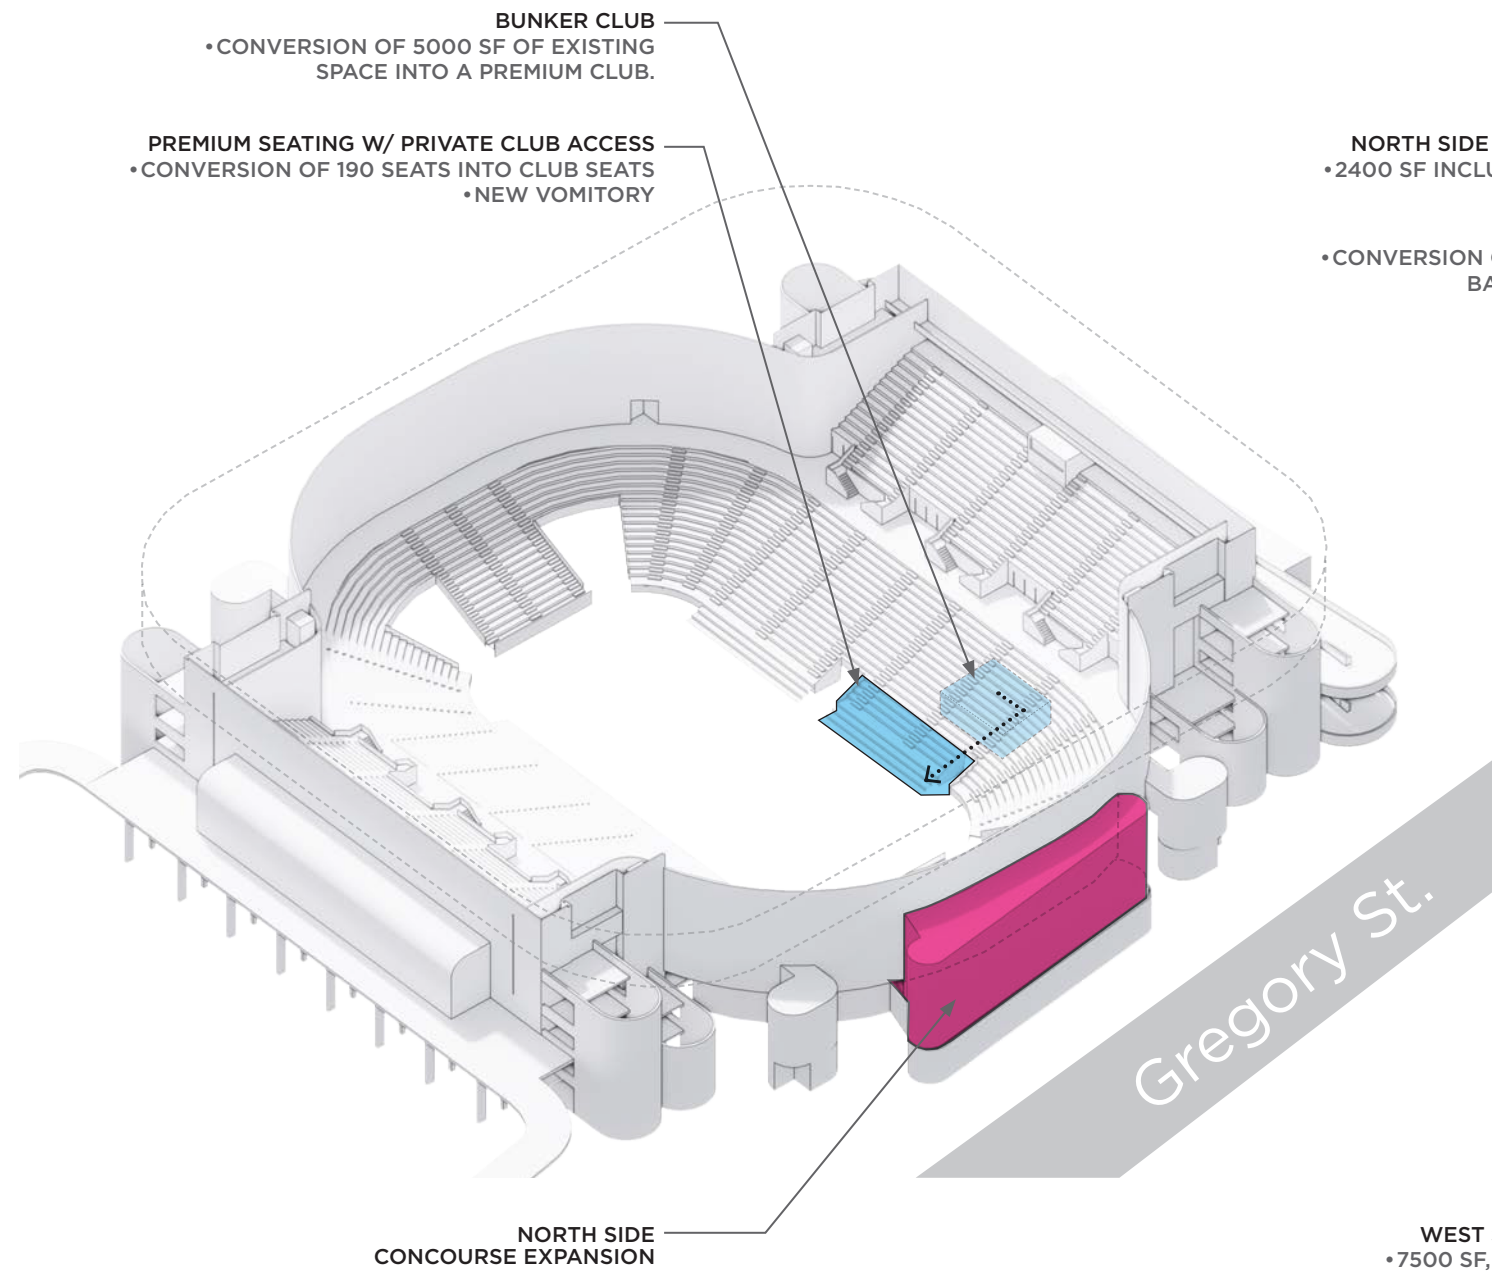 BUNKER CLUB
•CONVERSION OF 5000 SF OF EXISTING
SPACE INTO A PREMIUM CLUB.
PREMIUM SEATING W/ PRIVATE CLUB ACCESS
•CONVERSION OF 190 SEATS INTO CLUB SEATS
•NEW VOMITORY
NORTH SIDE
•2400 SF
•CONVERSION
Gregory St.
NORTH SIDE
CONCOURSE EXPANSION
WEST
•7500 SF,